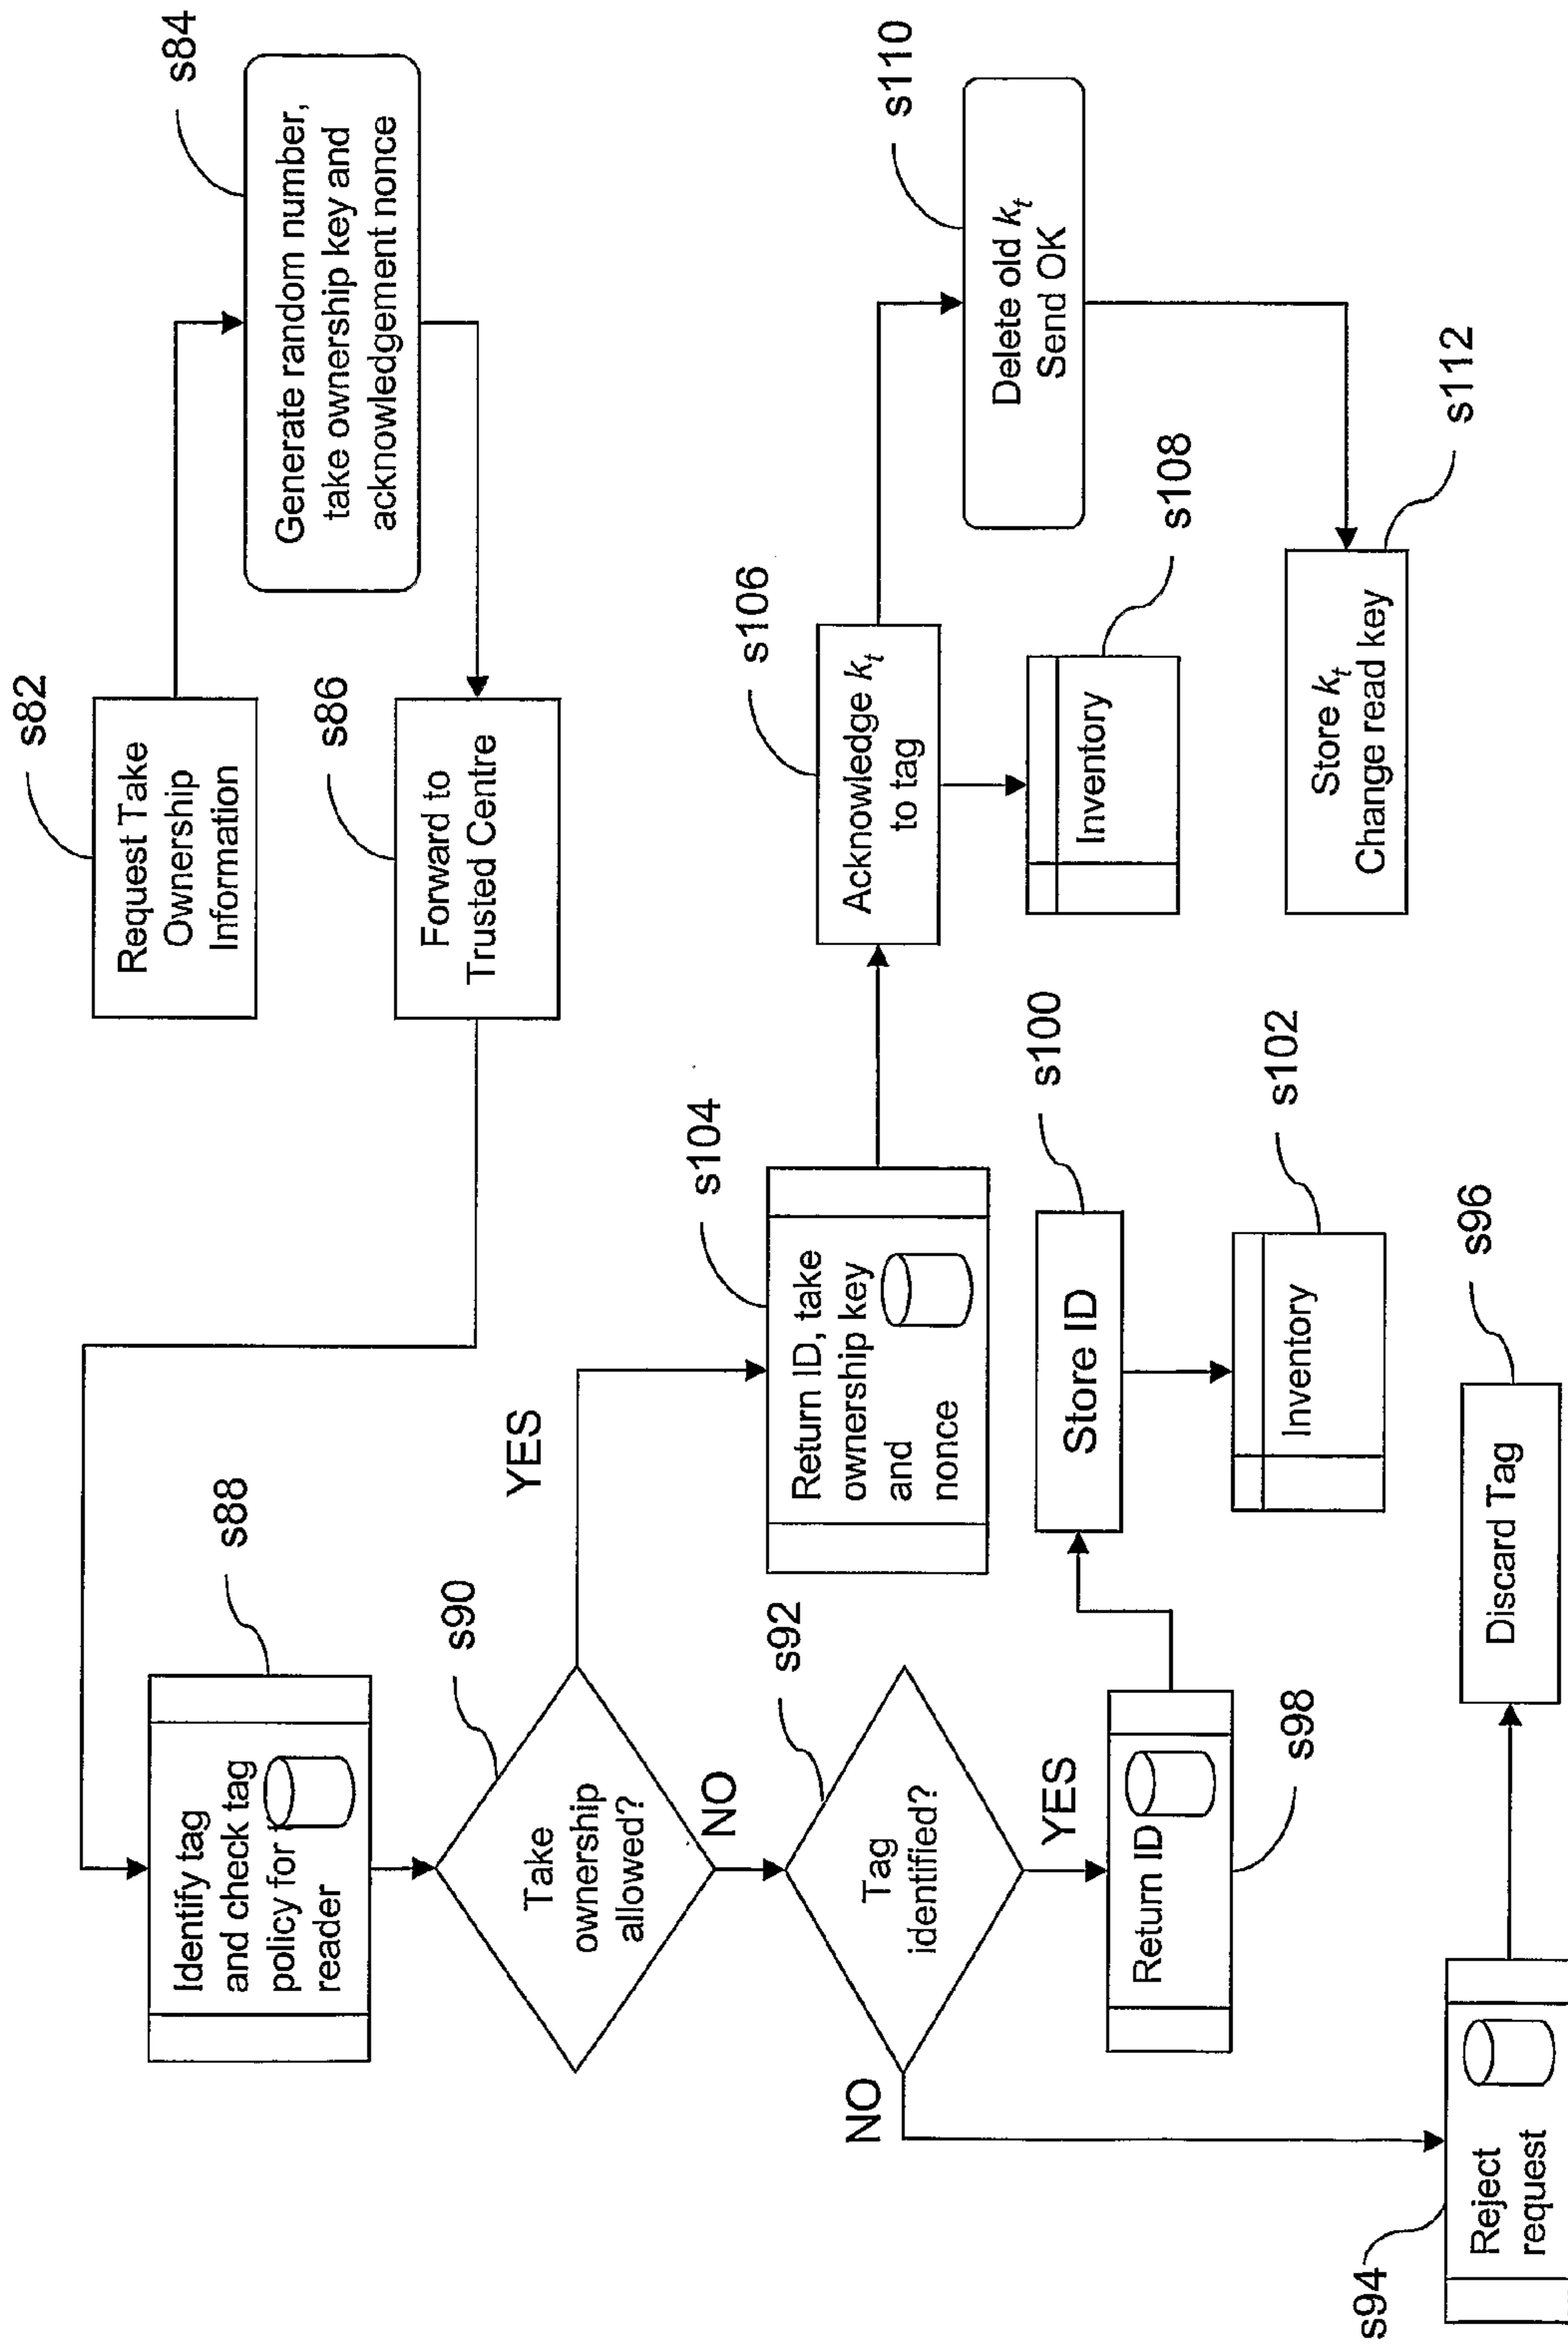 s82
Request Take
Ownership
Information
s84
Generate random number,
take ownership key and
acknowledgement nonce
s86
Forward to
Trusted Centre
s88
Identify tag
and check tag
policy for
reader
s90
Take
ownership
allowed?
YES
NO
s92
Tag
identified?
YES
NO
s104
Return ID, take
ownership key
and
nonce
s106
Acknowledge kt
to tag
s108
Inventory
s110
Delete old kt
Send OK
s112
Store kt
Change read key
s98
Return ID
s100
Store ID
s102
Inventory
s94
Reject
request
s96
Discard Tag